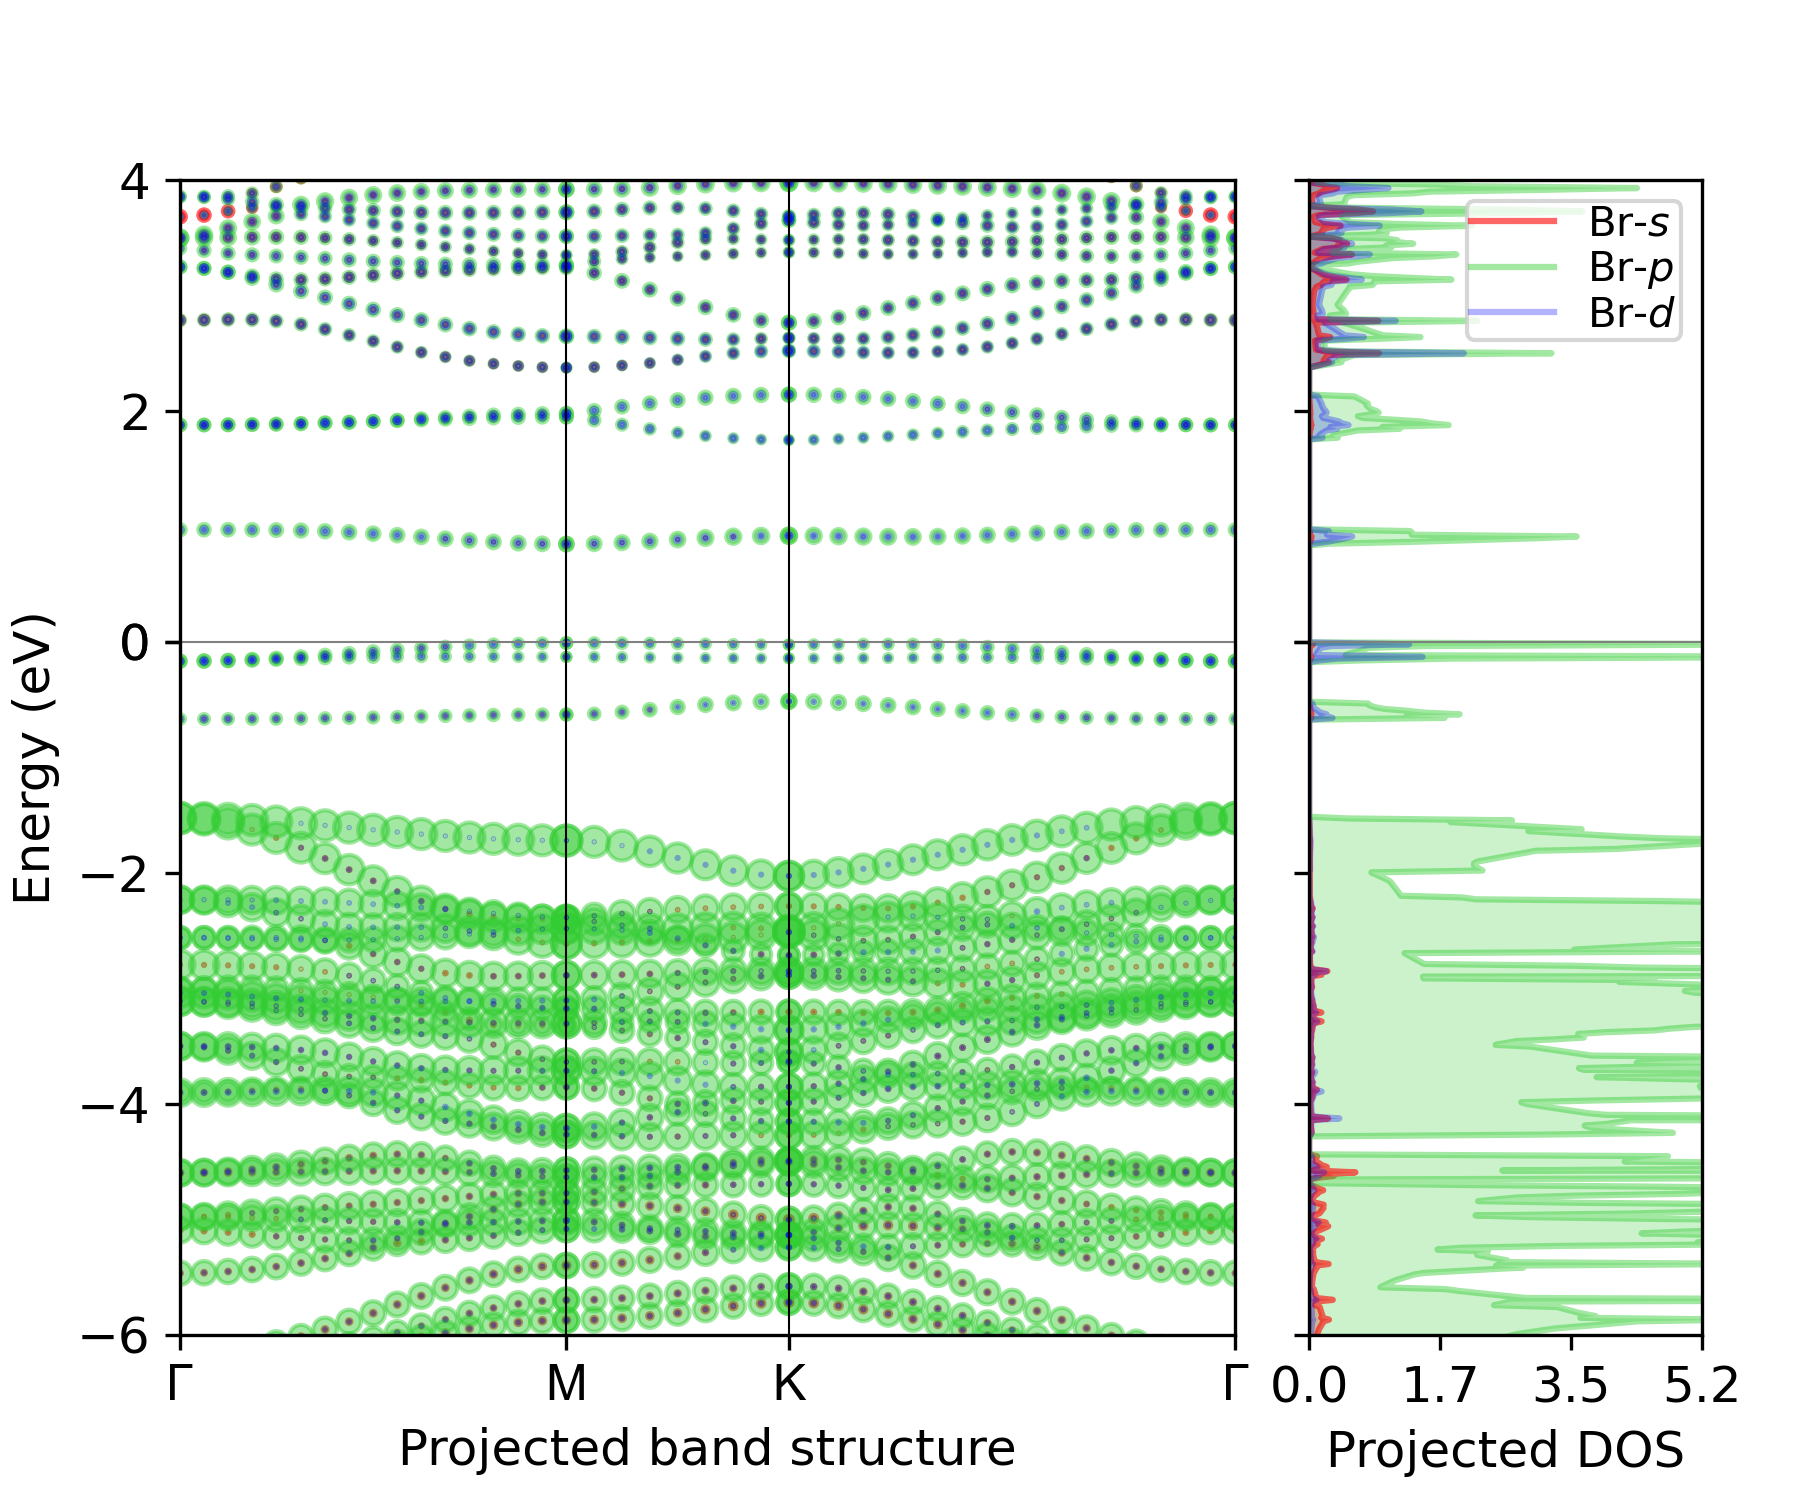 4
2
0
−2
−4
−6
Energy (eV)
Γ M K Γ
Projected band structure
Br-s
Br-p
Br-d
0.0 1.7 3.5 5.2
Projected DOS